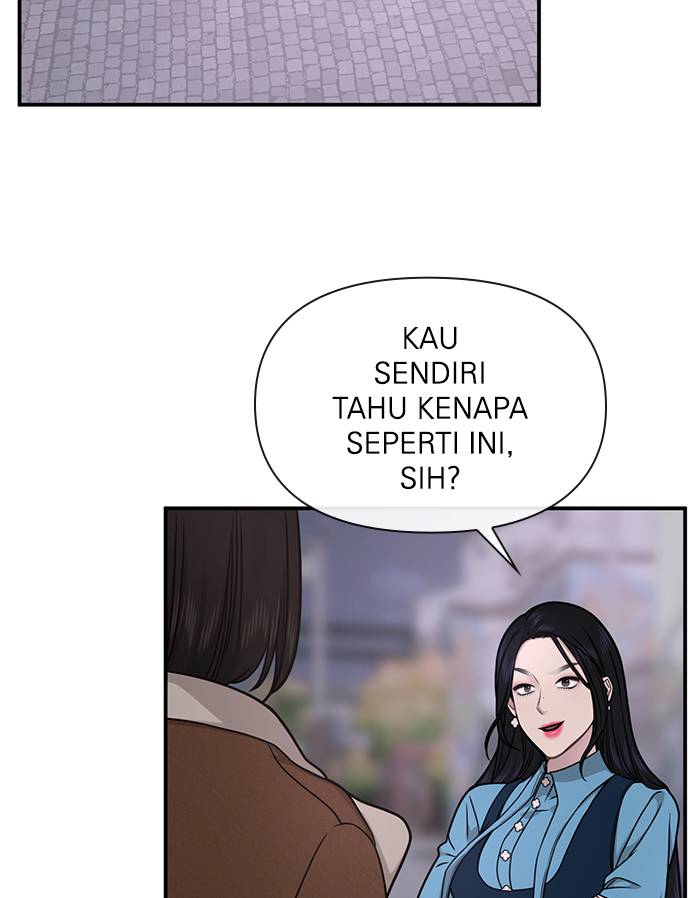 KAU
SENDIRI
TAHU KENAPA
SEPERTI INI,
SIH?